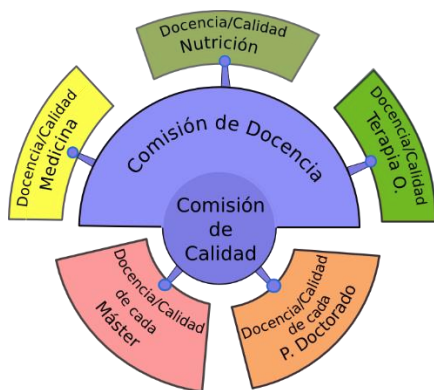 Docencia/Calidad
Nutrición
Docencia/Calidad
Medicina
Docencia/Calidad
Terapia O.
Comisión de Docencia
Comisión
de
Calidad
Docencia/Calidad
de cada
Máster
Docencia/Calidad
de cada
P. Doctorado